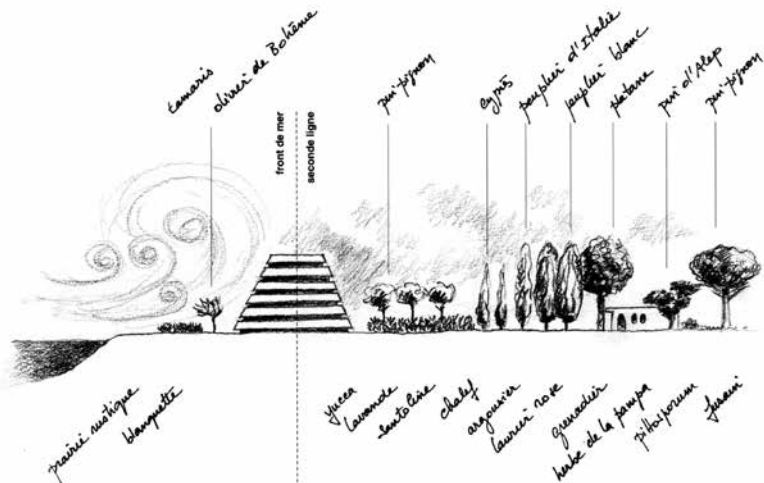 tamaris
olivier de Bohême
front de mer
seconde ligne
pin pignon
cyprès
peuplier d'Italie
peuplier blanc
platane
pin d'Alep
pin pignon
prairie rustique
blanquette
yucca
lavande
santoline
chalef
argousier
laurier rose
grenadier
herbe de la pampa
pittosporum
fusain